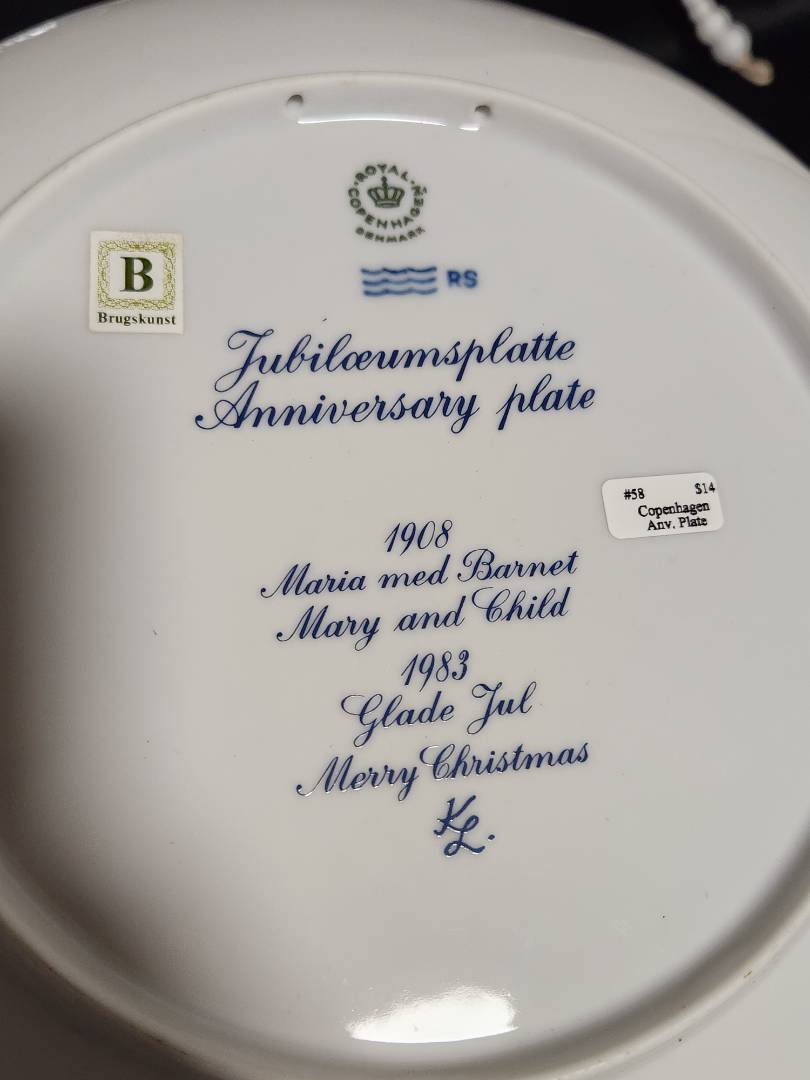 ROYAL
COPENHAGEN
DENMARK
RS
B
Brugskunst
Jubilæumsplatte
Anniversary plate
#58 $14
Copenhagen
Anv. Plate
1908
Maria med Barnet
Mary and Child
1983
Glade Jul
Merry Christmas
KL.